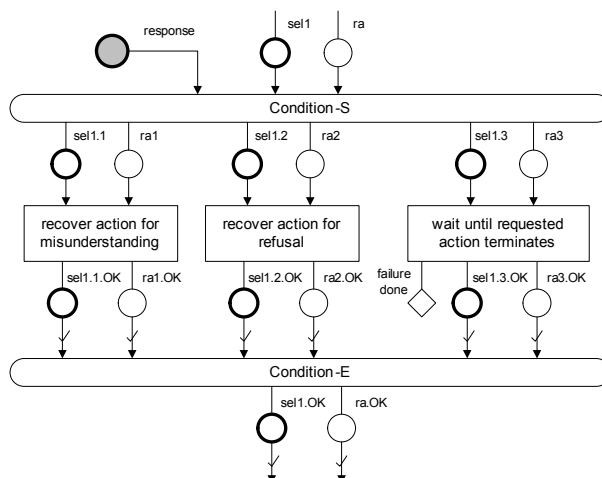 response
sel1
ra
Condition-S
sel1.1
ra1
sel1.2
ra2
sel1.3
ra3
recover action for
misunderstanding
recover action for
refusal
wait until requested
action terminates
sel1.1.OK
ra1.OK
sel1.2.OK
ra2.OK
failure
done
sel1.3.OK
ra3.OK
Condition-E
sel1.OK
ra.OK